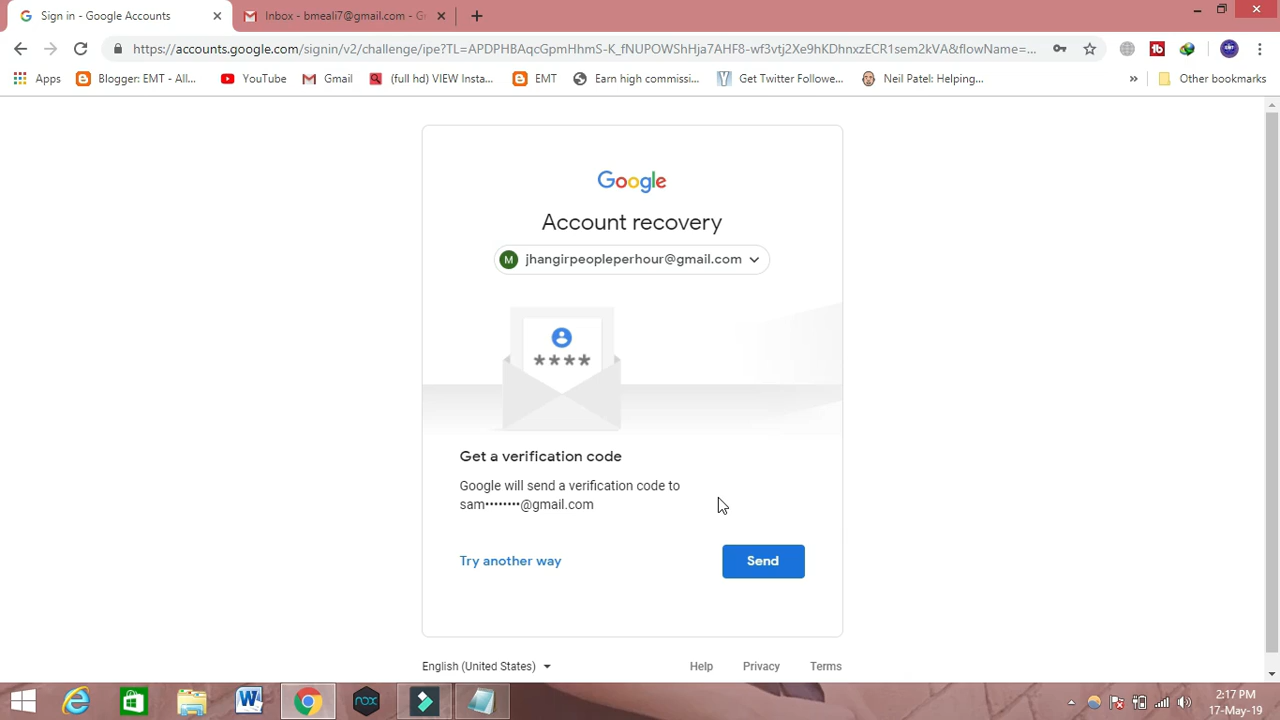 Sign in - Google Accounts
Inbox - bmeali7@gmail.com - G
https://accounts.google.com/signin/v2/challenge/ipe?TL=APDPHBAqcGpmHhmS-K_fNUPOWShHja7AHF8-wf3vtj2Xe9hKDhnxzECR1sem2kVA&flowName=...
Apps
Blogger: EMT - All...
YouTube:
Gmail
(full hd) VIEW Insta...
EMT
Earn high commissi...
Get Twitter Followe...
Neil Patel: Helping...
»
Other bookmarks
Google
Account recovery
M jhangirpeopleperhour@gmail.com
****
Get a verification code
Google will send a verification code to
sam••••••••@gmail.com
Try another way
Send
English (United States)
Help
Privacy
Terms
nox
2:17 PM
17-May-19